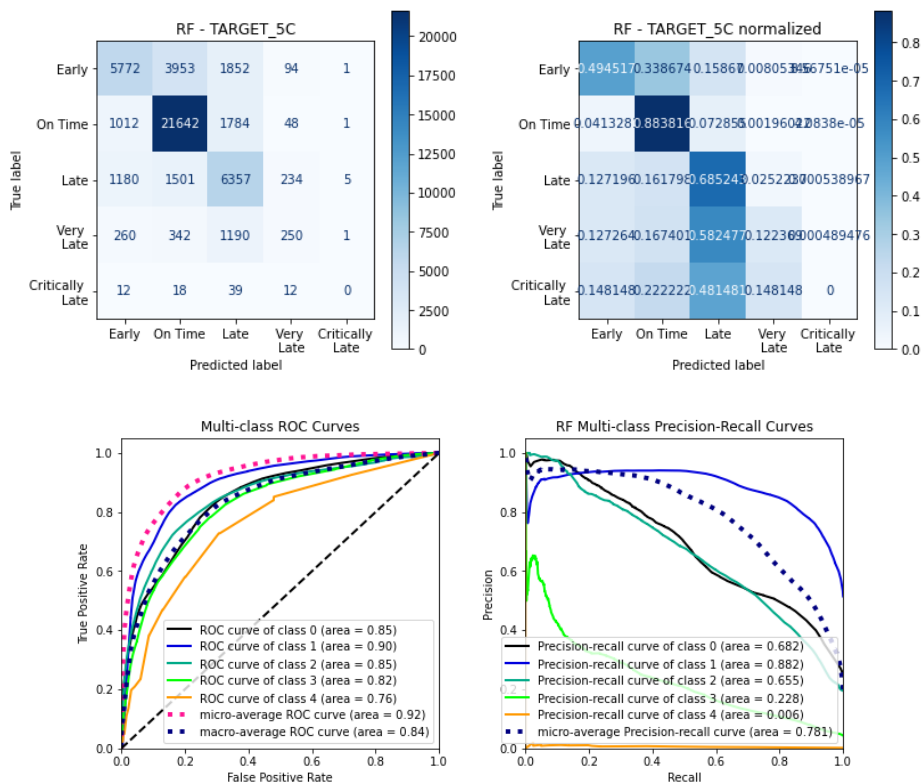 RF - TARGET_5C
Early 5772 3953 1852 94 1
On Time 1012 21642 1784 48 1
Late 1180 1501 6357 234 5
Very Late 260 342 1190 250 1
Critically Late 12 18 39 12 0
Early On Time Late Very Late Critically Late
True label
Predicted label
20000
17500
15000
12500
10000
7500
5000
2500
0
RF - TARGET_5C normalized
Early 0.494517 0.338674 0.15867
On Time 0.041328 0.883816 0.072855
Late 0.127196 0.161798 0.685243 0.000538967
Very Late 0.127264 0.167401 0.582477 0.122369 0.000489476
Critically Late 0.148148 0.222222 0.481481 0.148148 0
Early On Time Late Very Late Critically Late
True label
Predicted label
0.8
0.7
0.6
0.5
0.4
0.3
0.2
0.1
0.0
Multi-class ROC Curves
1.0
0.8
0.6
0.4
0.2
0.0
True Positive Rate
ROC curve of class 0 (area = 0.85)
ROC curve of class 1 (area = 0.90)
ROC curve of class 2 (area = 0.85)
ROC curve of class 3 (area = 0.82)
ROC curve of class 4 (area = 0.76)
micro-average ROC curve (area = 0.92)
macro-average ROC curve (area = 0.84)
0.0 0.2 0.4 0.6 0.8 1.0
False Positive Rate
RF Multi-class Precision-Recall Curves
1.0
0.8
0.6
0.4
0.2
0.0
Precision
Precision-recall curve of class 0 (area = 0.682)
Precision-recall curve of class 1 (area = 0.882)
Precision-recall curve of class 2 (area = 0.655)
Precision-recall curve of class 3 (area = 0.228)
Precision-recall curve of class 4 (area = 0.006)
micro-average Precision-recall curve (area = 0.781)
0.0 0.2 0.4 0.6 0.8 1.0
Recall